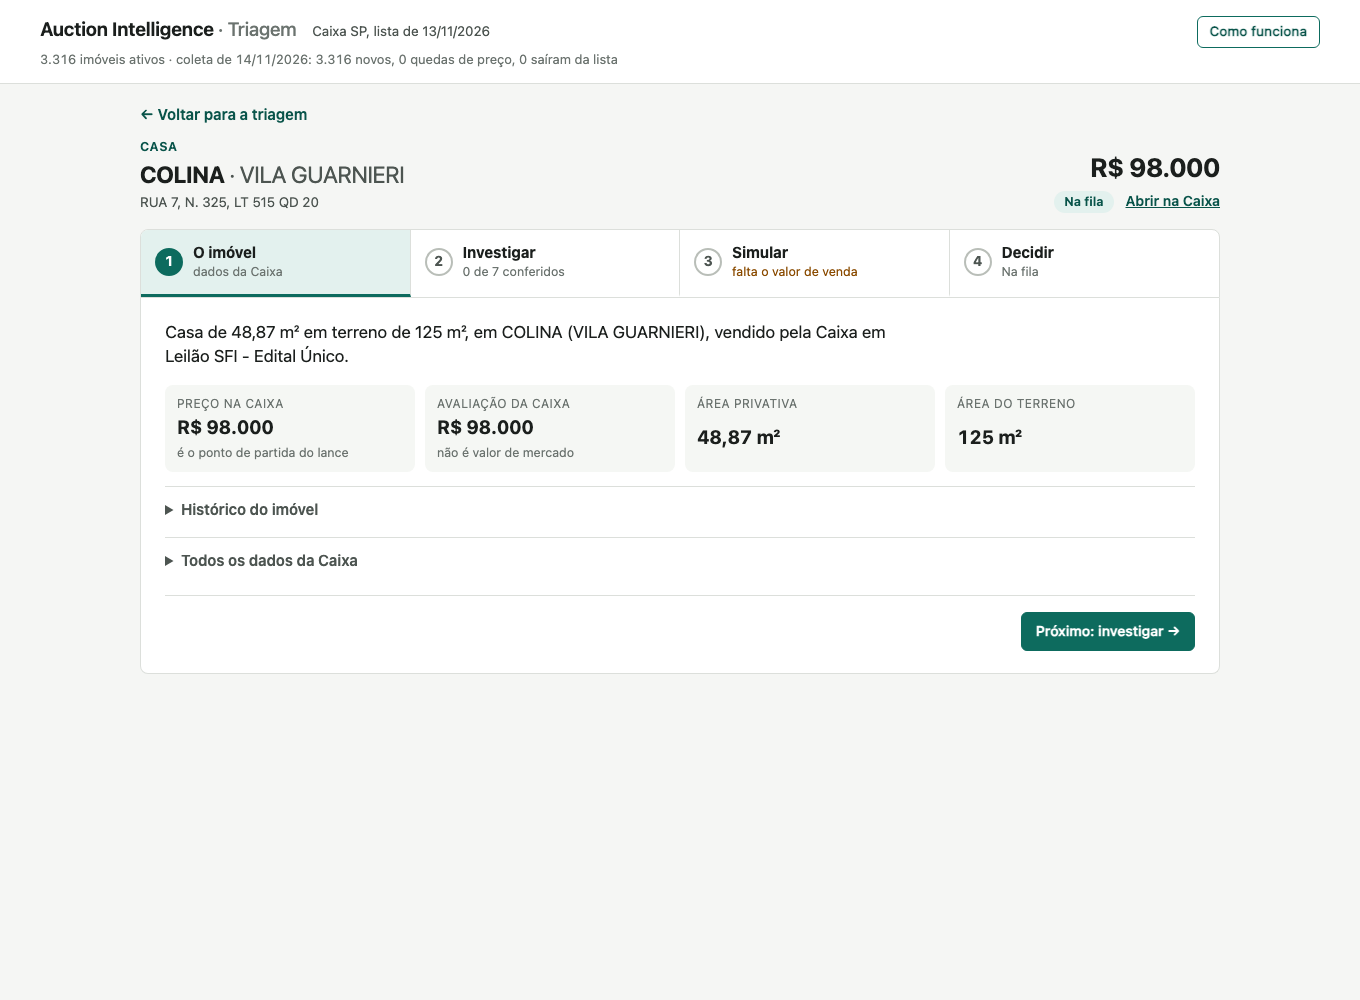 Auction Intelligence · Triagem Caixa SP, lista de 13/11/2026
Como funciona
3.316 imóveis ativos · coleta de 14/11/2026: 3.316 novos, 0 quedas de preço, 0 saíram da lista
← Voltar para a triagem
CASA
COLINA · VILA GUARNIERI
RUA 7, N. 325, LT 515 QD 20
R$ 98.000
Na fila Abrir na Caixa
1 O imóvel
dados da Caixa
2 Investigar
0 de 7 conferidos
3 Simular
falta o valor de venda
4 Decidir
Na fila
Casa de 48,87 m² em terreno de 125 m², em COLINA (VILA GUARNIERI), vendido pela Caixa em
Leilão SFI - Edital Único.
PREÇO NA CAIXA
R$ 98.000
é o ponto de partida do lance
AVALIAÇÃO DA CAIXA
R$ 98.000
não é valor de mercado
ÁREA PRIVATIVA
48,87 m²
ÁREA DO TERRENO
125 m²
▶ Histórico do imóvel
▶ Todos os dados da Caixa
Próximo: investigar →